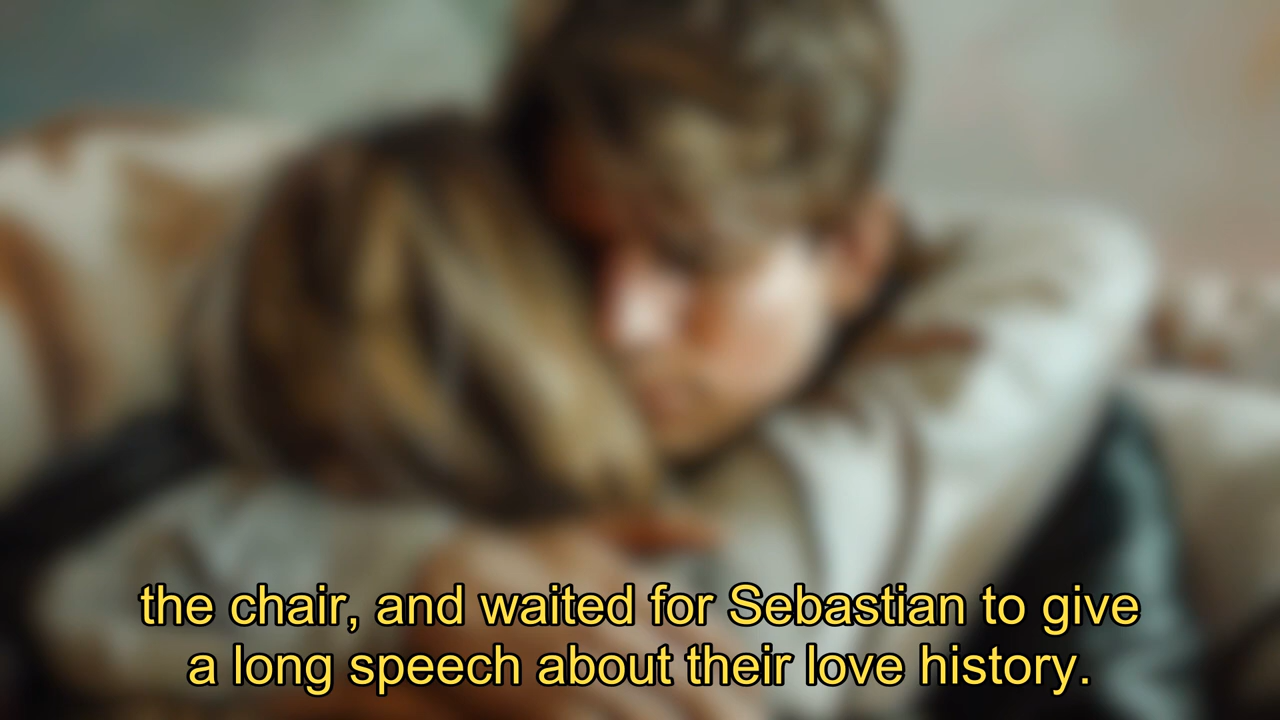 the chair, and waited for Sebastian to give
a long speech about their love history.